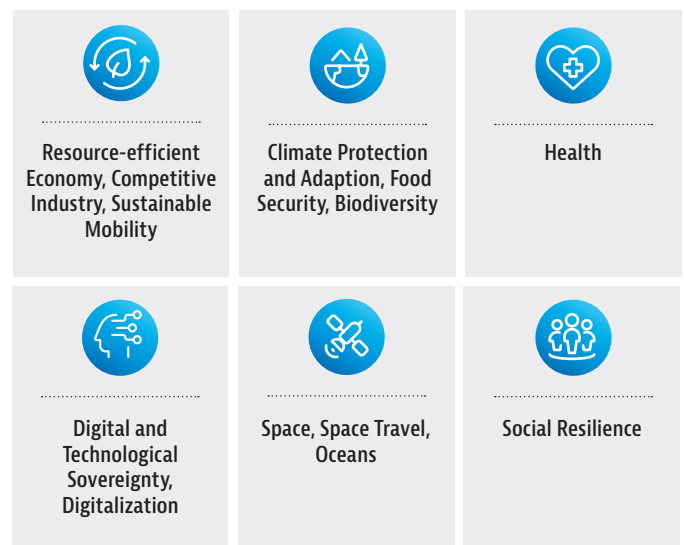 Resource-efficient
Economy, Competitive
Industry, Sustainable
Mobility
Climate Protection
and Adaption, Food
Security, Biodiversity
Health
Digital and
Technological
Sovereignty,
Digitalization
Space, Space Travel,
Oceans
Social Resilience